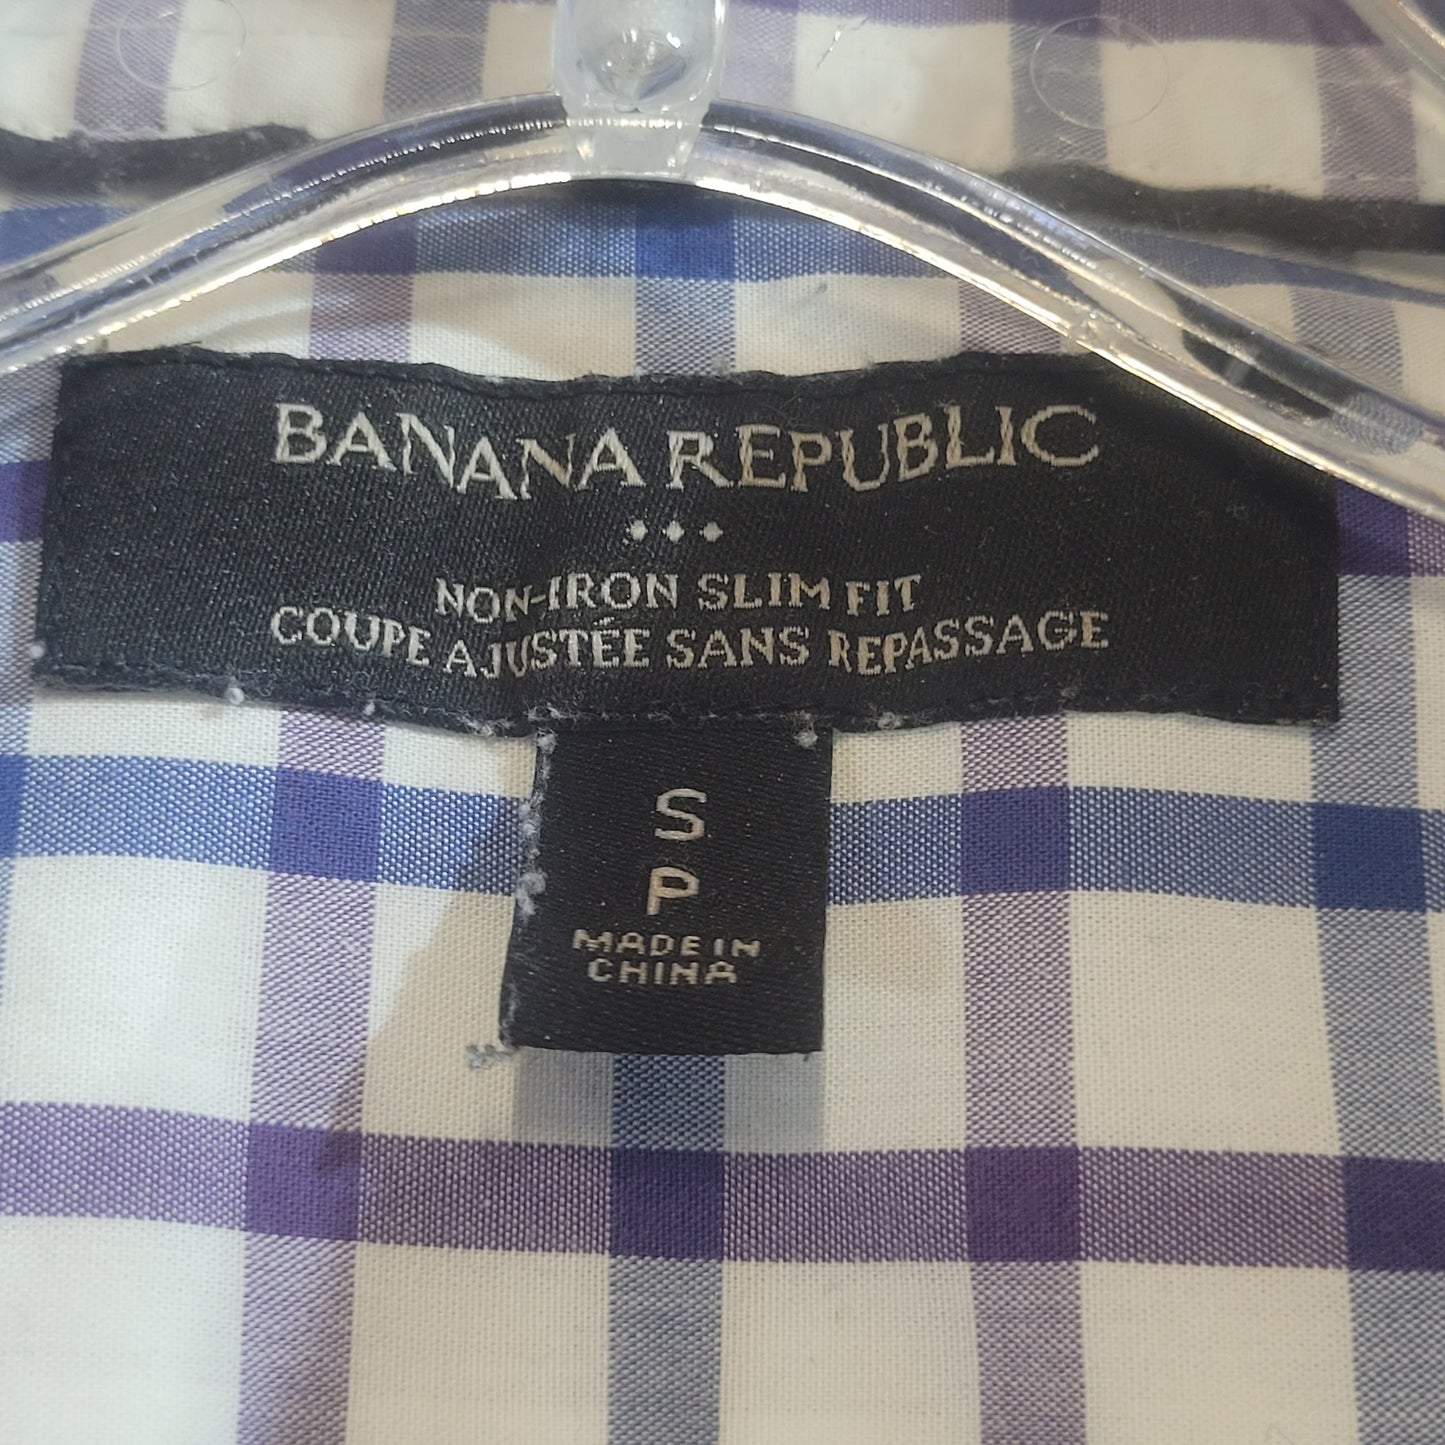 BANANA REPUBLIC
NON-IRON SLIM FIT
COUPE AJUSTÉE SANS REPASSAGE
S
P
MADE IN
CHINA